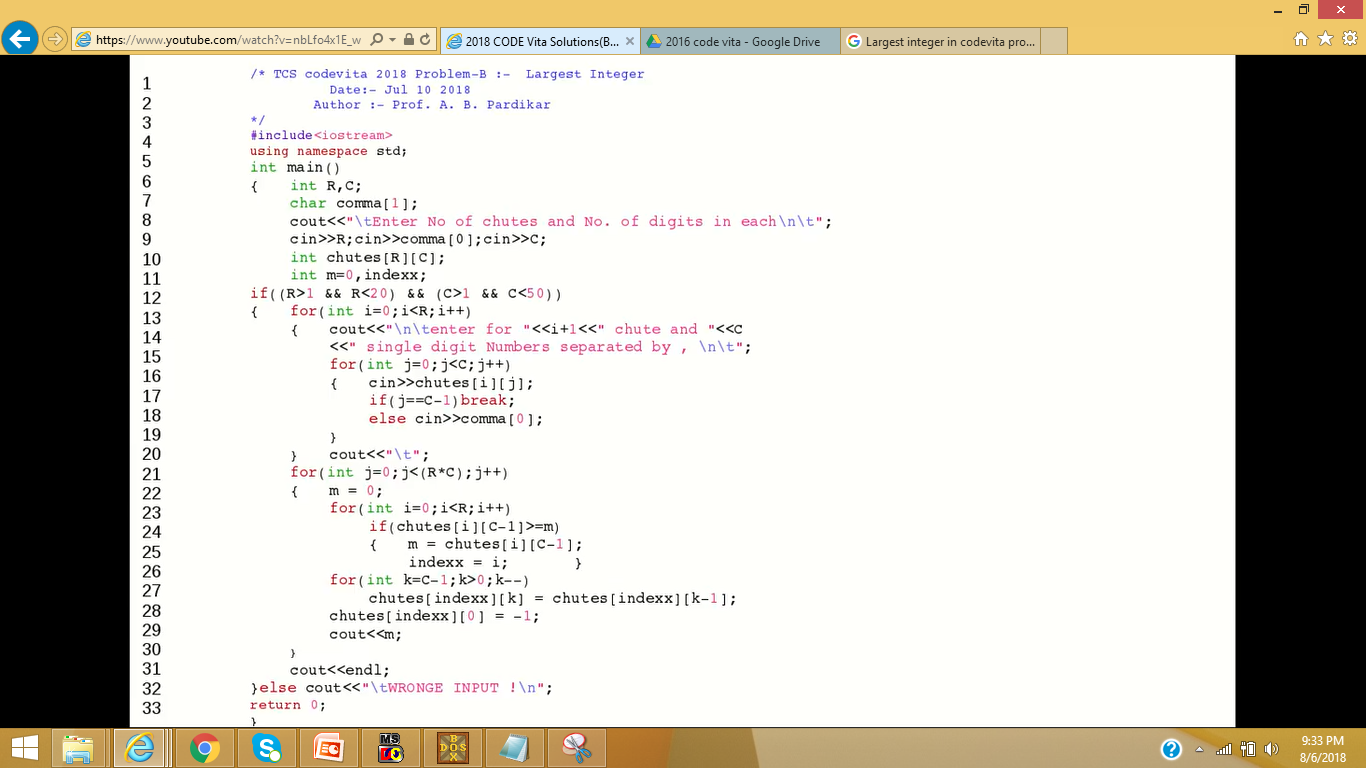 https://www.youtube.com/watch?v=nbLfo4x1E_w
2018 CODE Vita Solutions(B...
2016 code vita - Google Drive
Largest integer in codevita pro...
/* TCS codevita 2018 Problem-B :- Largest Integer
1 Date:- Jul 10 2018
2 Author :- Prof. A. B. Pardikar
3 */
4 #include<iostream>
5 using namespace std;
int main()
6 { int R,C;
7 char comma[1];
8 cout<<"\tEnter No of chutes and No. of digits in each\n\t";
9 cin>>R;cin>>comma[0];cin>>C;
10 int chutes[R][C];
11 int m=0,indexx;
12 if((R>1 && R<20) && (C>1 && C<50))
13 { for(int i=0;i<R;i++)
14 { cout<<"\n\tenter for "<<i+1<<" chute and "<<C
15 <<" single digit Numbers separated by , \n\t";
for(int j=0;j<C;j++)
16 { cin>>chutes[i][j];
17 if(j==C-1)break;
18 else cin>>comma[0];
19 }
20 } cout<<"\t";
21 for(int j=0;j<(R*C);j++)
22 { m = 0;
23 for(int i=0;i<R;i++)
24 if(chutes[i][C-1]>=m)
25 { m = chutes[i][C-1];
indexx = i; }
26 for(int k=C-1;k>0;k--)
27 chutes[indexx][k] = chutes[indexx][k-1];
28 chutes[indexx][0] = -1;
29 cout<<m;
30 }
31 cout<<endl;
32 }else cout<<"\tWRONGE INPUT !\n";
33 return 0;
}
MS
DOS BOX
9:33 PM
8/6/2018